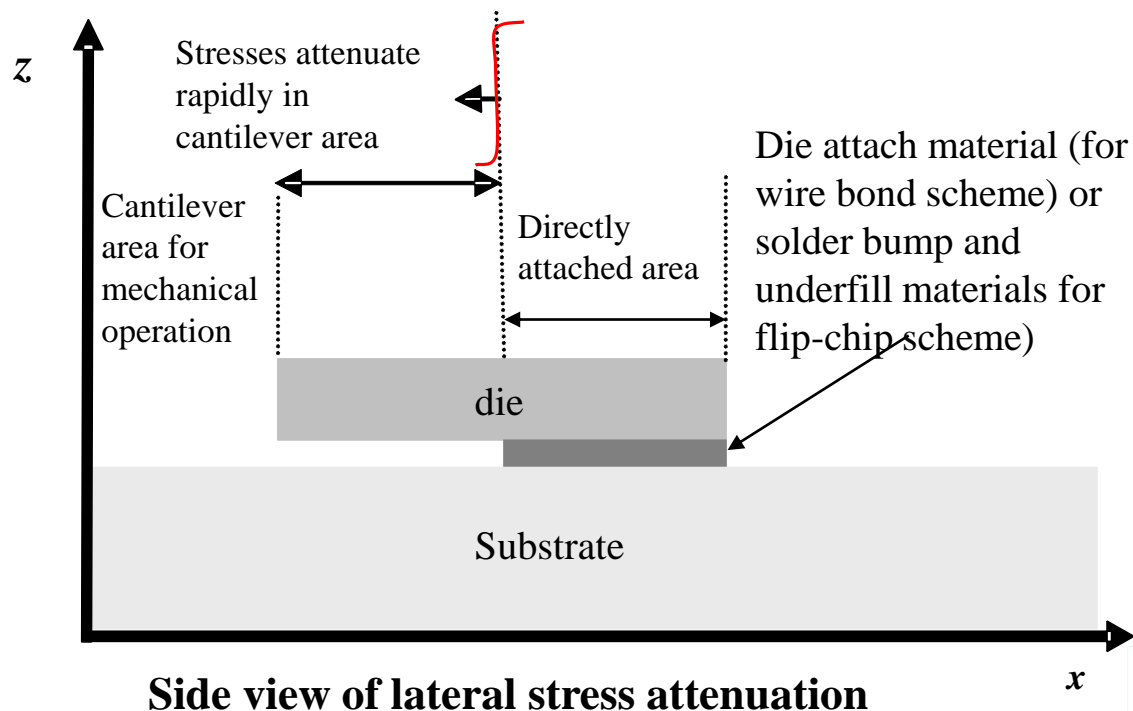 z
Stresses attenuate
rapidly in
cantilever area
Cantilever
area for
mechanical
operation
Directly
attached area
Die attach material (for
wire bond scheme) or
solder bump and
underfill materials for
flip-chip scheme)
die
Substrate
x
Side view of lateral stress attenuation